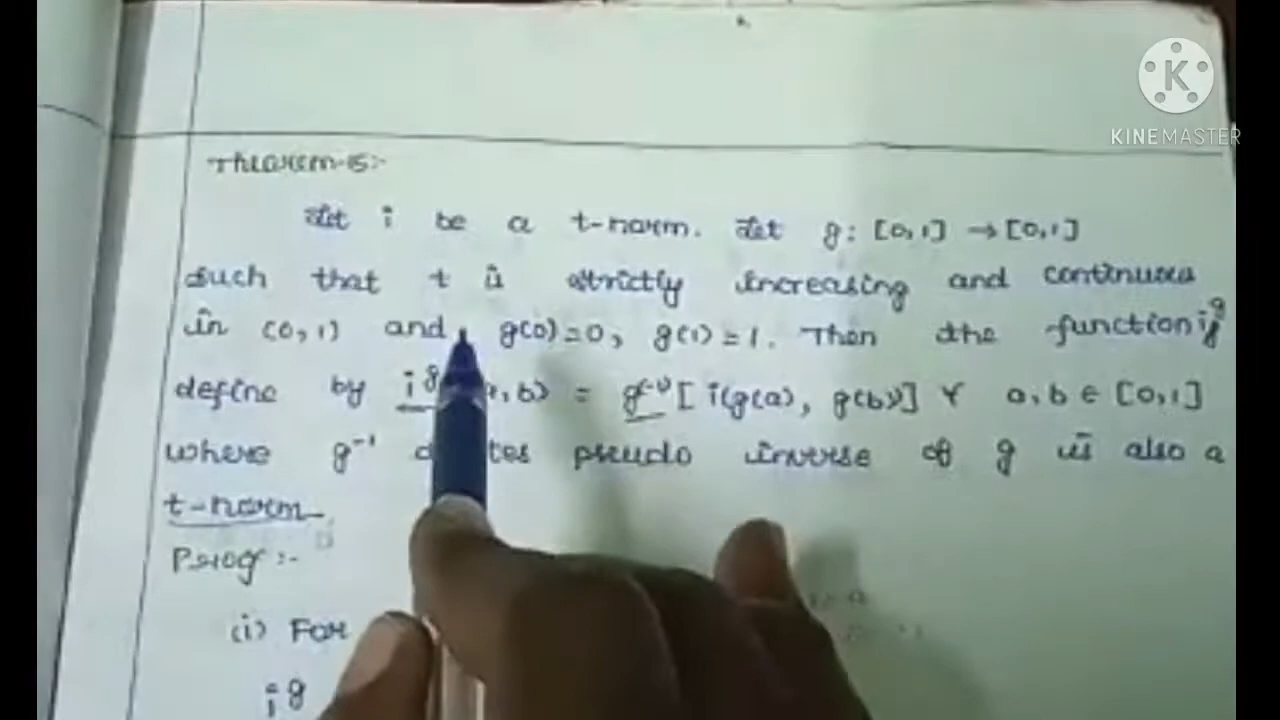 K
KINEMASTER
Theorem-5:-
Let i be a t-norm. Let g: [0,1] → [0,1]
such that t is strictly increasing and continuous
in (0,1) and g(0)=0, g(1)=1. Then the function i^g
define by i^g , b) = g^(-1) [ i(g(a), g(b)] ∀ a, b ∈ [0,1]
where g^-1 pseudo inverse of g is also a
t-norm.
Proof :-
(i) For
i^g